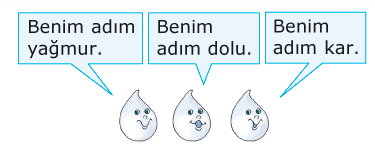 Benim adım
yağmur.
Benim
adım dolu.
Benim
adım kar.